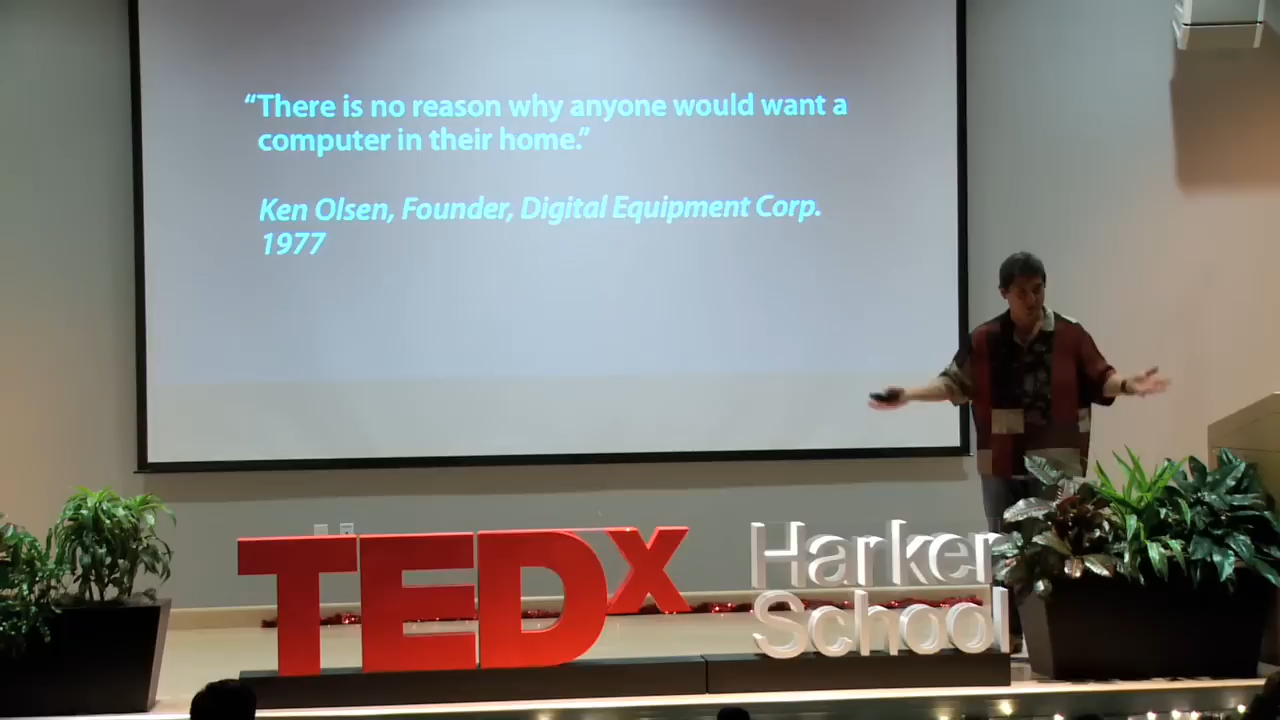 “There is no reason why anyone would want a
computer in their home.”
Ken Olsen, Founder, Digital Equipment Corp.
1977
TEDx
Harker
School